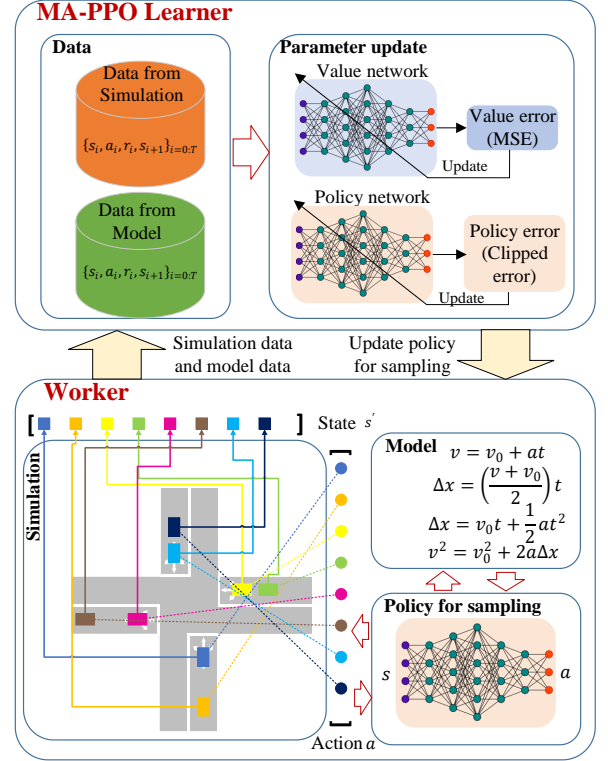 MA-PPO Learner
Data
Data from
Simulation
{s_i, a_i, r_i, s_{i+1}}_{i=0:T}
Data from
Model
{s_i, a_i, r_i, s_{i+1}}_{i=0:T}
Parameter update
Value network
Value error
(MSE)
Update
Policy network
Policy error
(Clipped
error)
Update
Simulation data
and model data
Update policy
for sampling
Worker
[ ]
State s'
Simulation
Action a
Model
v = v_0 + at
Δx = ((v + v_0)/2) t
Δx = v_0t + 1/2 at^2
v^2 = v_0^2 + 2aΔx
Policy for sampling
s
a